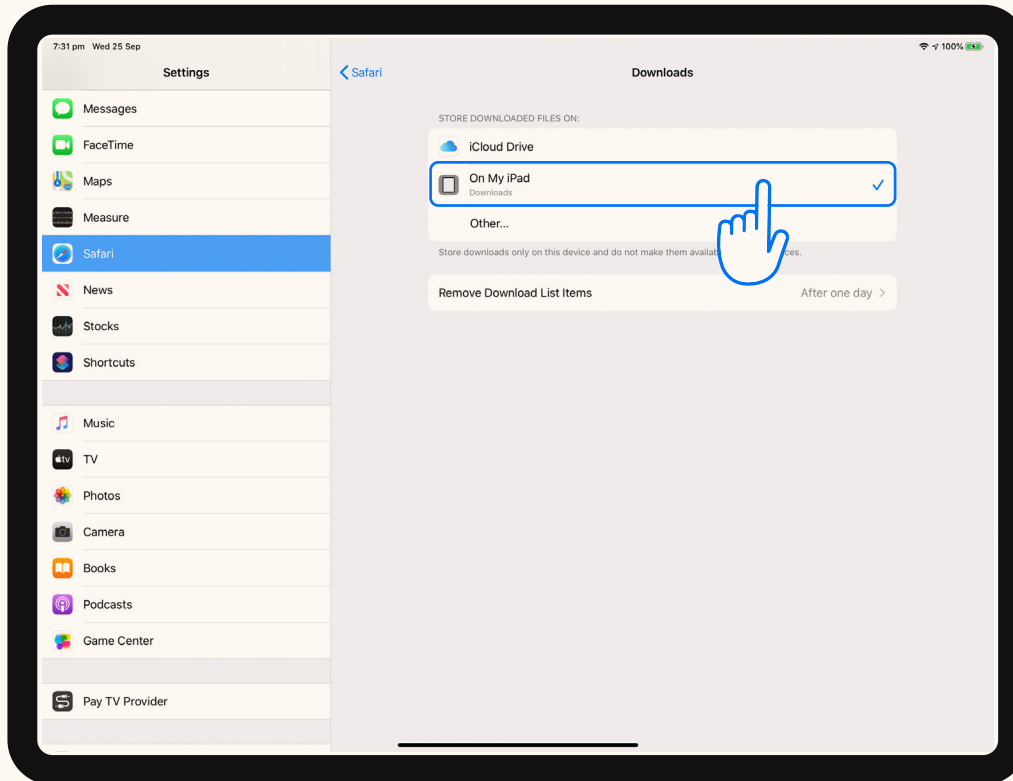 7:31 pm Wed 25 Sep
100%
Settings
Messages
FaceTime
Maps
Measure
Safari
News
Stocks
Shortcuts
Music
tv TV
Photos
Camera
Books
Podcasts
Game Center
Pay TV Provider
Safari
Downloads
STORE DOWNLOADED FILES ON:
iCloud Drive
On My iPad
Downloads
Other...
Store downloads only on this device and do not make them
Remove Download List Items After one day